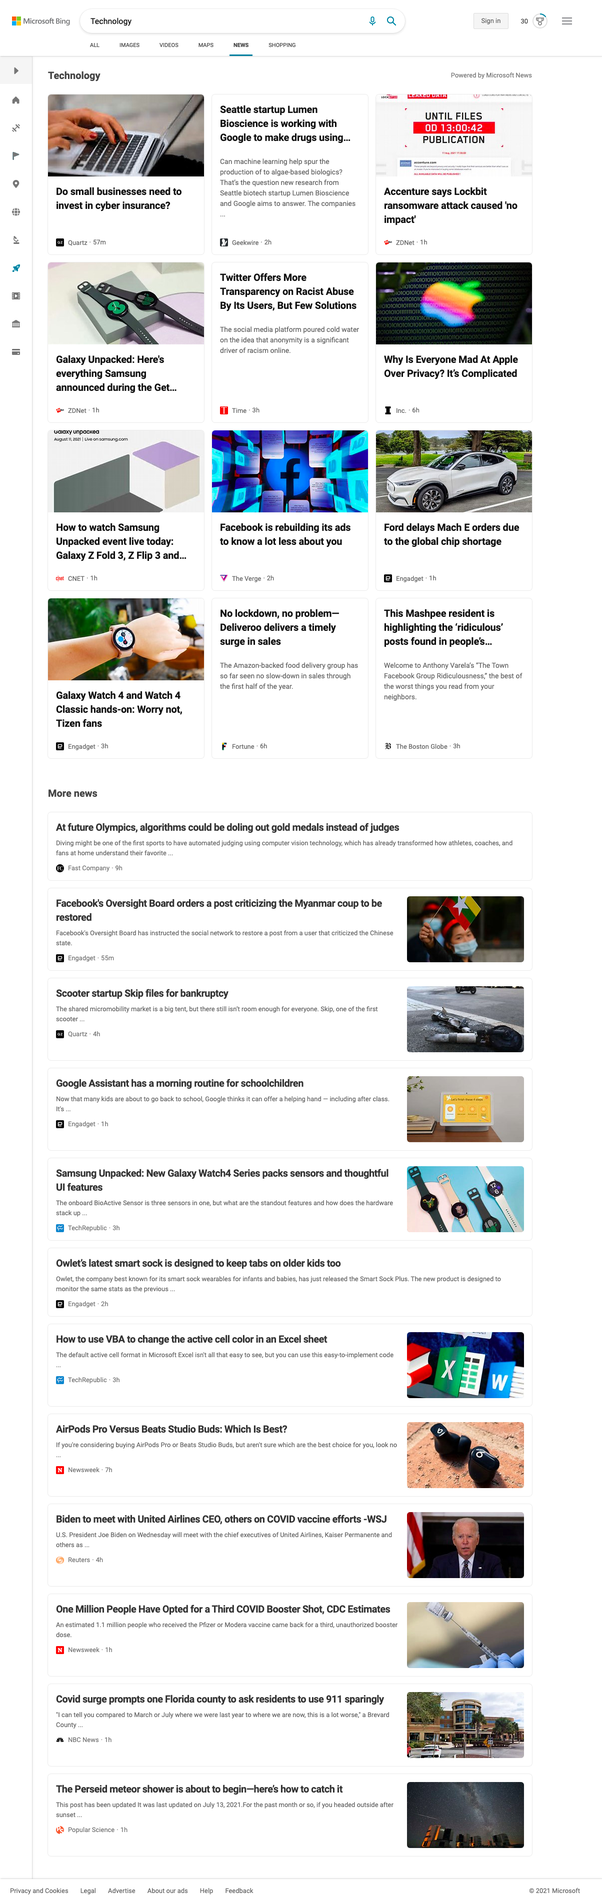 Microsoft Bing
Technology
Sign in
30
ALL
IMAGES
VIDEOS
MAPS
NEWS
SHOPPING
Technology
Powered by Microsoft News
Do small businesses need to
invest in cyber insurance?
Quartz · 57m
Seattle startup Lumen
Bioscience is working with
Google to make drugs using...
Can machine learning help spur the
production of to algae-based biologics?
That's the question new research from
Seattle biotech startup Lumen Bioscience
and Google aims to answer. The companies
...
Geekwire · 2h
LEAKED DATA
UNTIL FILES
0D 13:00:42
PUBLICATION
Accenture says Lockbit
ransomware attack caused 'no
impact'
ZDNet · 1h
Galaxy Unpacked: Here's
everything Samsung
announced during the Get...
ZDNet · 1h
Twitter Offers More
Transparency on Racist Abuse
By Its Users, But Few Solutions
The social media platform poured cold water
on the idea that anonymity is a significant
driver of racism online.
Time · 3h
Why Is Everyone Mad At Apple
Over Privacy? It's Complicated
Inc. · 6h
Galaxy Unpacked
August 11, 2021 | Live on samsung.com
How to watch Samsung
Unpacked event live today:
Galaxy Z Fold 3, Z Flip 3 and...
CNET · 1h
Facebook is rebuilding its ads
to know a lot less about you
The Verge · 2h
Ford delays Mach E orders due
to the global chip shortage
Engadget · 1h
Galaxy Watch 4 and Watch 4
Classic hands-on: Worry not,
Tizen fans
Engadget · 3h
No lockdown, no problem—
Deliveroo delivers a timely
surge in sales
The Amazon-backed food delivery group has
so far seen no slow-down in sales through
the first half of the year.
Fortune · 6h
This Mashpee resident is
highlighting the 'ridiculous'
posts found in people's...
Welcome to Anthony Varela's "The Town
Facebook Group Ridiculousness," the best of
the worst things you read from your
neighbors.
The Boston Globe · 3h
More news
At future Olympics, algorithms could be doling out gold medals instead of judges
Diving might be one of the first sports to have automated judging using computer vision technology, which has already transformed how athletes, coaches, and
fans at home understand their favorite ...
Fast Company · 9h
Facebook's Oversight Board orders a post criticizing the Myanmar coup to be
restored
Facebook's Oversight Board has instructed the social network to restore a post from a user that criticized the Chinese
state.
Engadget · 55m
Scooter startup Skip files for bankruptcy
The shared micromobility market is a big tent, but there still isn't room enough for everyone. Skip, one of the first
scooter ...
Quartz · 4h
Google Assistant has a morning routine for schoolchildren
Now that many kids are about to go back to school, Google thinks it can offer a helping hand — including after class.
It's ...
Engadget · 1h
Samsung Unpacked: New Galaxy Watch4 Series packs sensors and thoughtful
UI features
The onboard BioActive Sensor is three sensors in one, but what are the standout features and how does the hardware
stack up ...
TechRepublic · 3h
Owlet's latest smart sock is designed to keep tabs on older kids too
Owlet, the company best known for its smart sock wearables for infants and babies, has just released the Smart Sock Plus. The new product is designed to
monitor the same stats as the previous ...
Engadget · 2h
How to use VBA to change the active cell color in an Excel sheet
The default active cell format in Microsoft Excel isn't all that easy to see, but you can use this easy-to-implement code
...
TechRepublic · 3h
AirPods Pro Versus Beats Studio Buds: Which Is Best?
If you're considering buying AirPods Pro or Beats Studio Buds, but aren't sure which are the best choice for you, look no
...
Newsweek · 7h
Biden to meet with United Airlines CEO, others on COVID vaccine efforts -WSJ
U.S. President Joe Biden on Wednesday will meet with the chief executives of United Airlines, Kaiser Permanente and
others as ...
Reuters · 4h
One Million People Have Opted for a Third COVID Booster Shot, CDC Estimates
An estimated 1.1 million people who received the Pfizer or Modera vaccine came back for a third, unauthorized booster
dose.
Newsweek · 1h
Covid surge prompts one Florida county to ask residents to use 911 sparingly
"I can tell you compared to March or July where we were last year to where we are now, this is a lot worse," a Brevard
County ...
NBC News · 1h
The Perseid meteor shower is about to begin—here's how to catch it
This post has been updated It was last updated on July 13, 2021.For the past month or so, if you headed outside after
sunset ...
Popular Science · 1h
Privacy and Cookies
Legal
Advertise
About our ads
Help
Feedback
© 2021 Microsoft